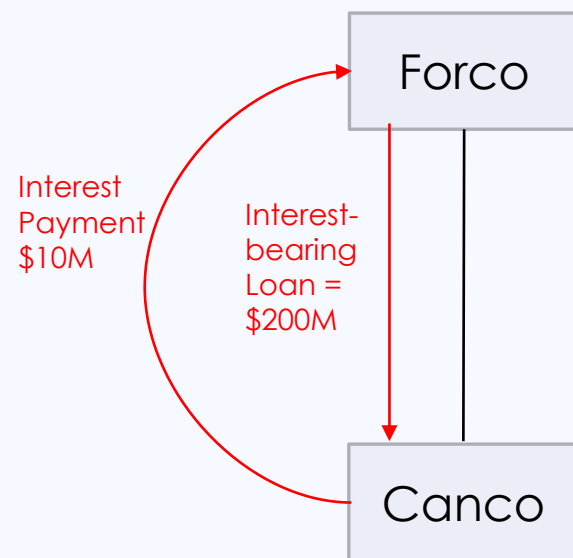 Forco
Interest
Payment
$10M
Interest-
bearing
Loan =
$200M
Canco